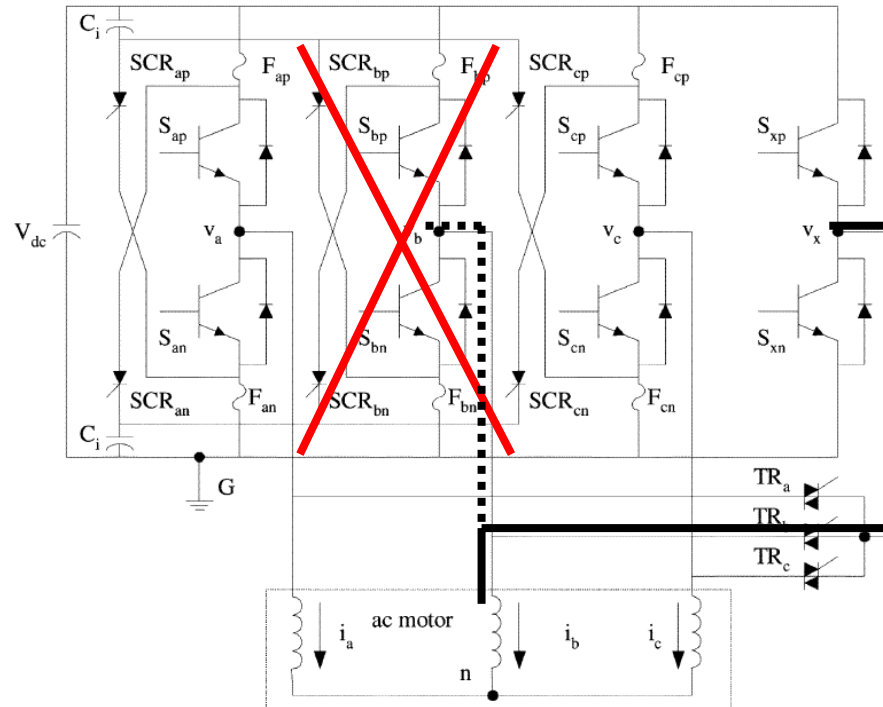 C_i
SCR_ap
F_ap
SCR_bp
SCR_cp
F_cp
S_ap
S_bp
S_cp
S_xp
V_dc
v_a
b
v_c
v_x
S_an
S_bn
S_cn
S_xn
SCR_an
F_an
SCR_bn
F_bn
SCR_cn
F_cn
C_i
G
TR_a
TR
TR_c
ac motor
i_a
i_b
i_c
n